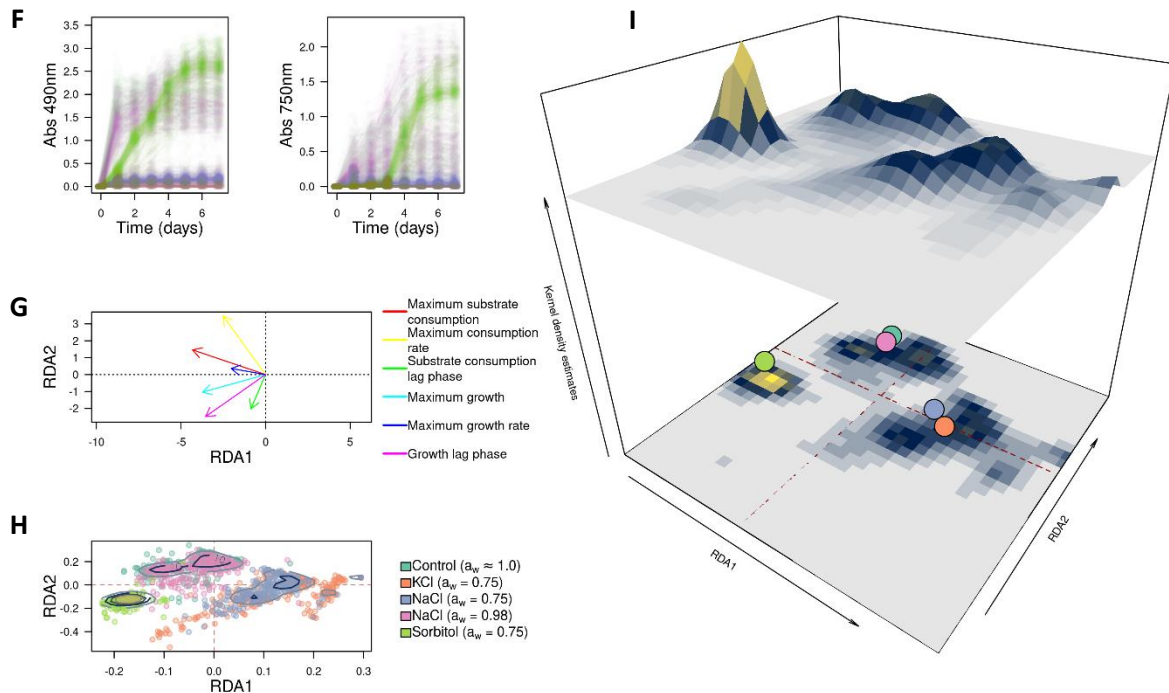 F
3.5
3.0
2.5
2.0
1.5
1.0
0.5
0.0
Abs 490nm
0 2 4 6
Time (days)
2.0
1.5
1.0
0.5
0.0
Abs 750nm
0 2 4 6
Time (days)
G
3
2
1
0
-1
-2
RDA2
-10 -5 0 5
RDA1
Maximum substrate
consumption
Maximum consumption
rate
Substrate consumption
lag phase
Maximum growth
Maximum growth rate
Growth lag phase
H
0.2
0.0
-0.2
-0.4
RDA2
-0.2 -0.1 0.0 0.1 0.2 0.3
RDA1
Control (aw ≈ 1.0)
KCl (aw = 0.75)
NaCl (aw = 0.75)
NaCl (aw = 0.98)
Sorbitol (aw = 0.75)
I
Kernel density estimates
RDA1
RDA2